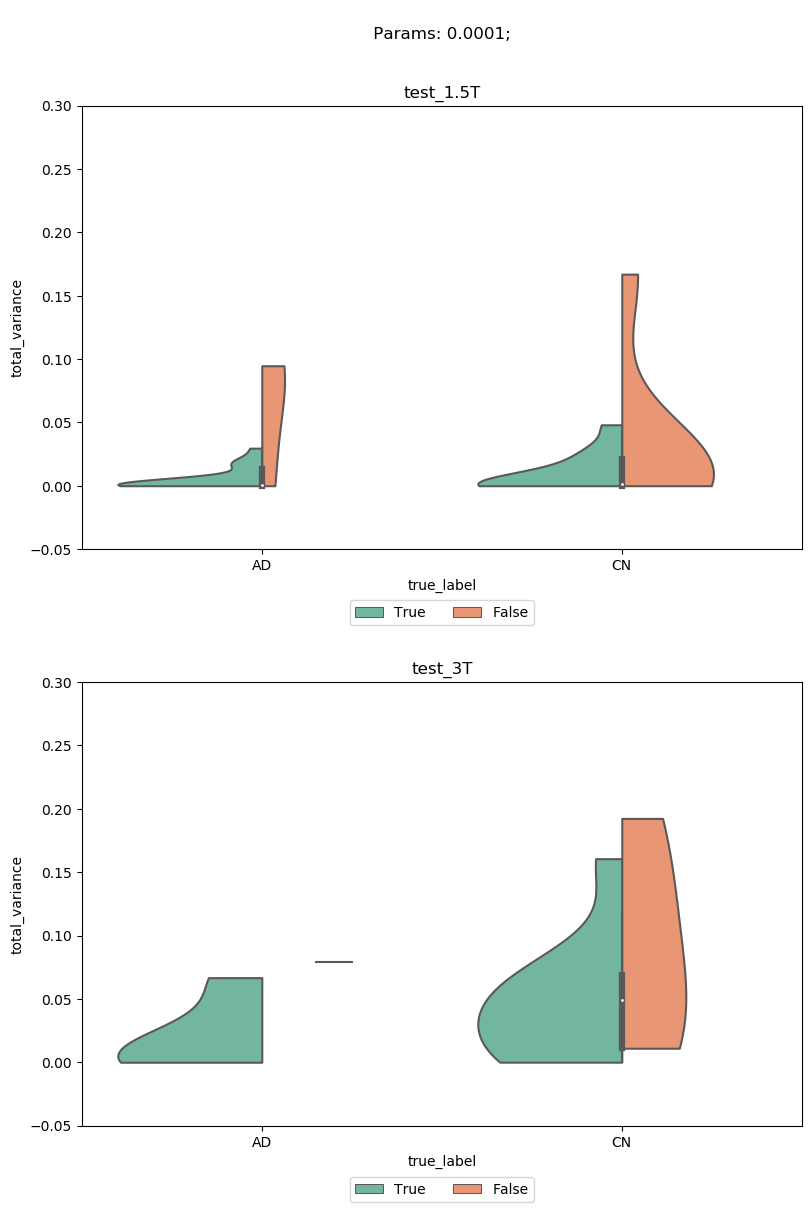 Params: 0.0001;
test_1.5T
0.30
0.25
0.20
0.15
0.10
0.05
0.00
−0.05
total_variance
AD CN
true_label
True False
test_3T
0.30
0.25
0.20
0.15
0.10
0.05
0.00
−0.05
total_variance
AD CN
true_label
True False